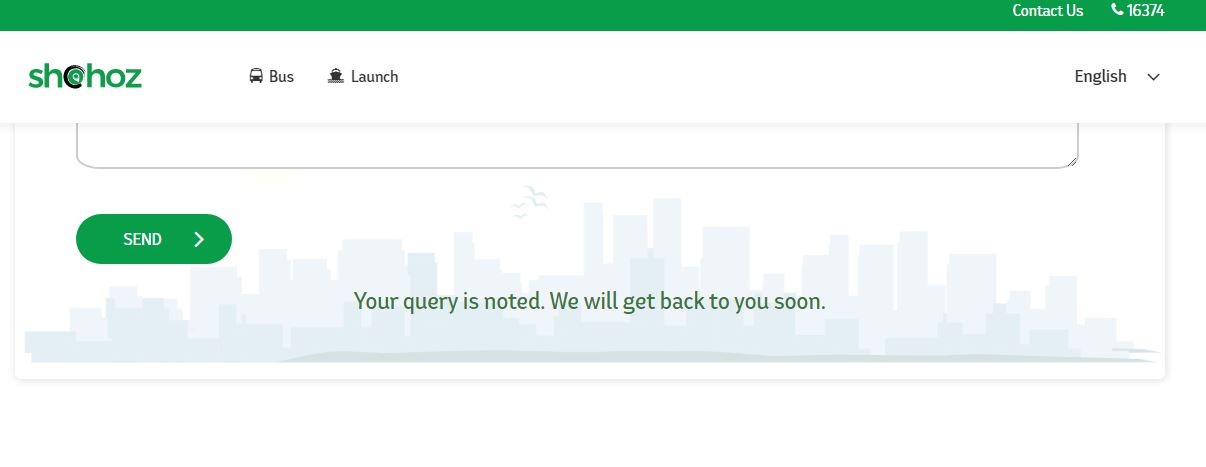 Contact Us 16374
shohoz Bus Launch English
SEND
Your query is noted. We will get back to you soon.